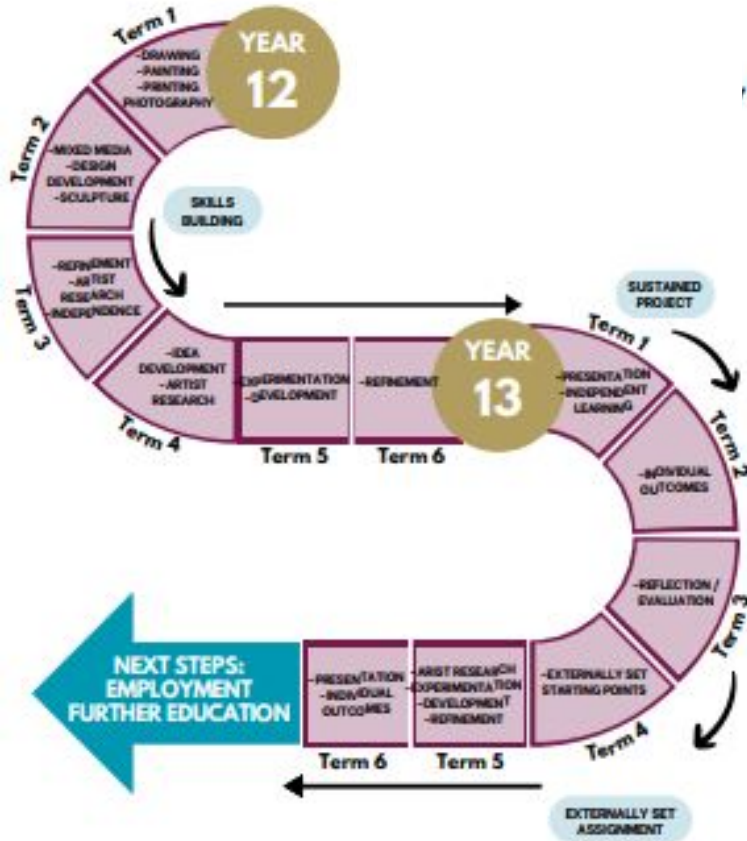 YEAR
12
Term 1
-DRAWING
-PAINTING
-PRINTING
PHOTOGRAPHY
Term 2
-MIXED MEDIA
-DESIGN
DEVELOPMENT
-SCULPTURE
SKILLS
BUILDING
Term 3
-REFINEMENT
-ARTIST
RESEARCH
-INDEPENDENCE
Term 4
-IDEA
DEVELOPMENT
-ARTIST
RESEARCH
Term 5
-EXPERIMENTATION
-DEVELOPMENT
Term 6
-REFINEMENT
YEAR
13
SUSTAINED
PROJECT
Term 1
-PRESENTATION
-INDEPENDENT
LEARNING
Term 2
-INDIVIDUAL
OUTCOMES
Term 3
-REFLECTION /
EVALUATION
Term 4
-EXTERNALLY SET
STARTING POINTS
EXTERNALLY SET
ASSIGNMENT
Term 5
-ARIST RESEARCH
-EXPERIMENTATION
-DEVELOPMENT
-REFINEMENT
Term 6
-PRESENTATION
-INDIVIDUAL
OUTCOMES
NEXT STEPS:
EMPLOYMENT
FURTHER EDUCATION